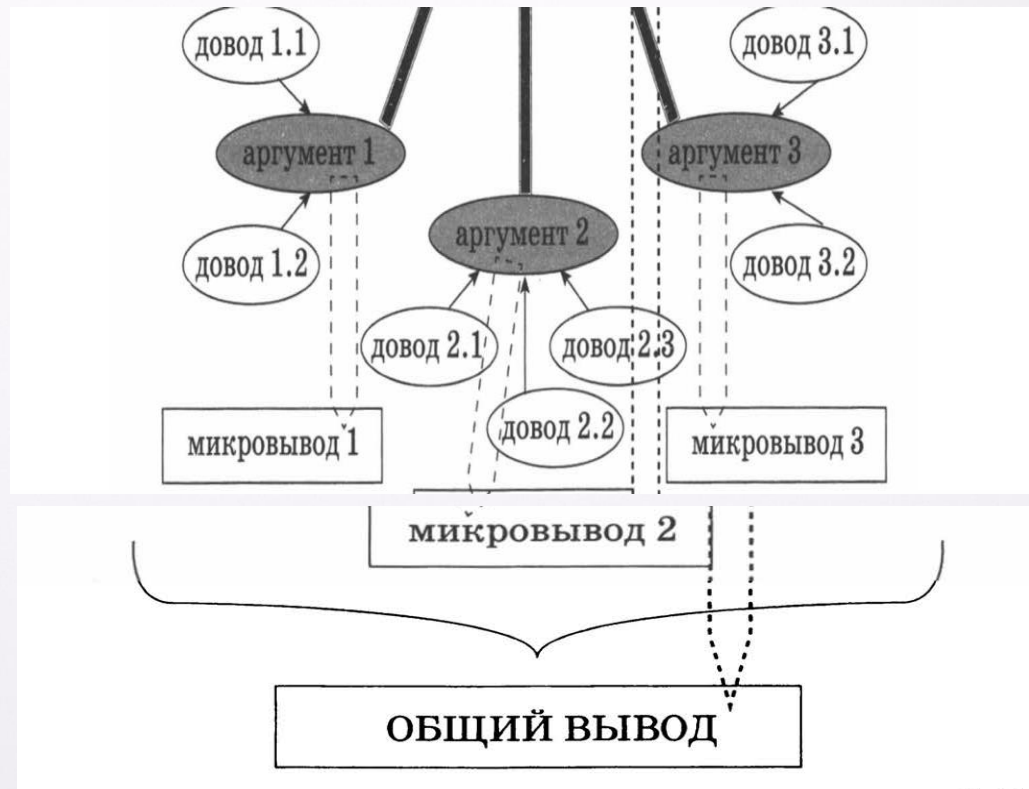 довод 1.1
довод 3.1
аргумент 1
аргумент 3
аргумент 2
довод 1.2
довод 3.2
довод 2.1
довод 2.3
довод 2.2
микровывод 1
микровывод 3
микровывод 2
ОБЩИЙ ВЫВОД